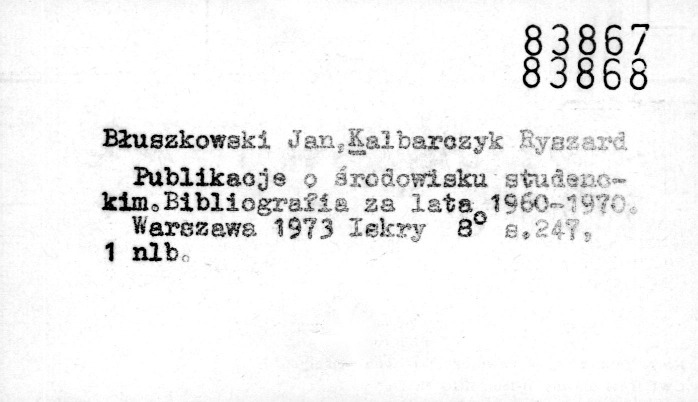 83867
83868
Błuszkowski Jan, Kalbarczyk Ryszard
Publikacje o środowisku studenc-
kim. Bibliografia za lata 1960-1970.
Warszawa 1973 Iskry 8° s.247,
1 nlb.